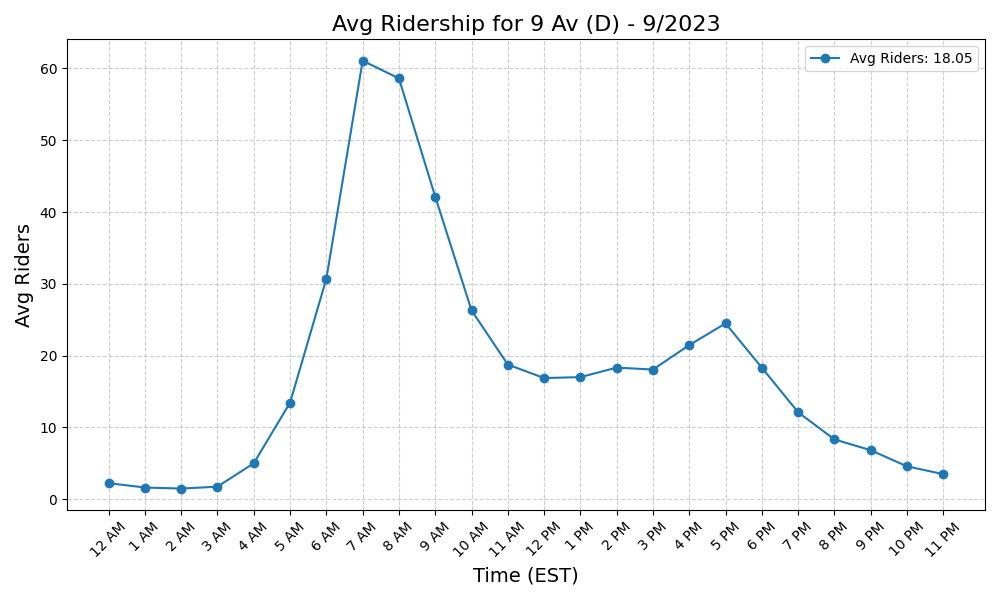 Avg Ridership for 9 Av (D) - 9/2023
Avg Riders: 18.05
Avg Riders
60
50
40
30
20
10
0
12 AM
1 AM
2 AM
3 AM
4 AM
5 AM
6 AM
7 AM
8 AM
9 AM
10 AM
11 AM
12 PM
1 PM
2 PM
3 PM
4 PM
5 PM
6 PM
7 PM
8 PM
9 PM
10 PM
11 PM
Time (EST)